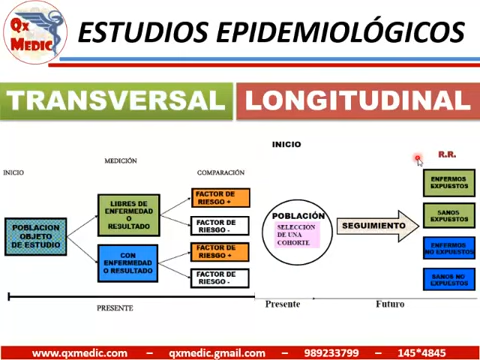 Qx
MEDIC
ESTUDIOS EPIDEMIOLÓGICOS
TRANSVERSAL
LONGITUDINAL
INICIO
MEDICIÓN
COMPARACIÓN
POBLACION
OBJETO
DE ESTUDIO
LIBRES DE
ENFERMEDAD
O
RESULTADO
CON
ENFERMEDAD
O RESULTADO
FACTOR DE
RIESGO +
FACTOR DE
RIESGO -
FACTOR DE
RIESGO +
FACTOR DE
RIESGO -
PRESENTE
INICIO
R.R.
POBLACIÓN
SELECCIÓN
DE UNA
COHORTE
SEGUIMIENTO
ENFERMOS
EXPUESTOS
SANOS
EXPUESTOS
ENFERMOS
NO EXPUESTOS
SANOS NO
EXPUESTOS
Presente
Futuro
www.qxmedic.com – qxmedic.gmail.com – 989233799 – 145*4845